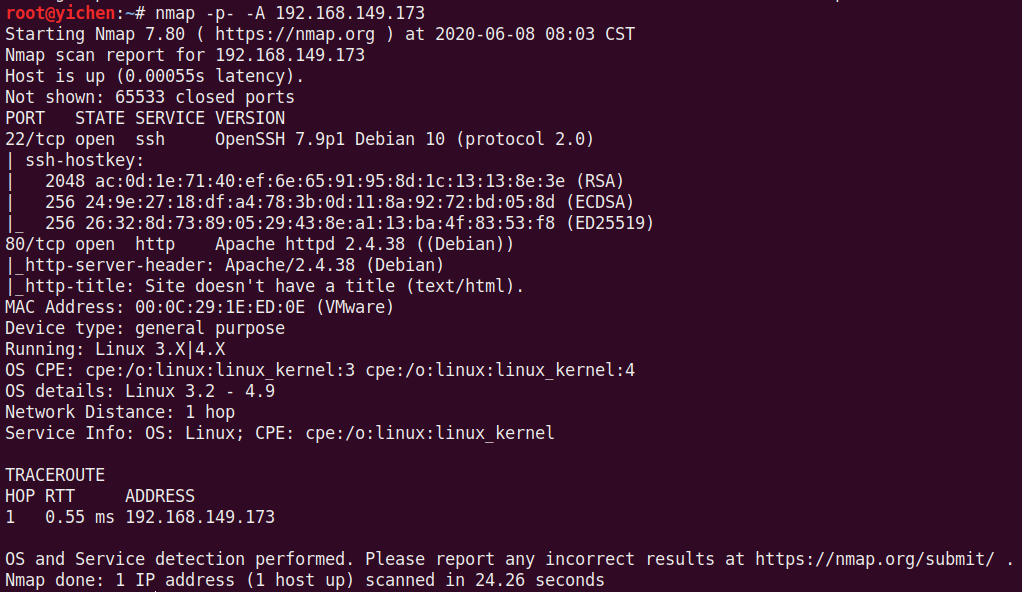 root@yichen:~# nmap -p- -A 192.168.149.173
Starting Nmap 7.80 ( https://nmap.org ) at 2020-06-08 08:03 CST
Nmap scan report for 192.168.149.173
Host is up (0.00055s latency).
Not shown: 65533 closed ports
PORT   STATE SERVICE VERSION
22/tcp open  ssh     OpenSSH 7.9p1 Debian 10 (protocol 2.0)
| ssh-hostkey:
|   2048 ac:0d:1e:71:40:ef:6e:65:91:95:8d:1c:13:13:8e:3e (RSA)
|   256 24:9e:27:18:df:a4:78:3b:0d:11:8a:92:72:bd:05:8d (ECDSA)
|_  256 26:32:8d:73:89:05:29:43:8e:a1:13:ba:4f:83:53:f8 (ED25519)
80/tcp open  http    Apache httpd 2.4.38 ((Debian))
|_http-server-header: Apache/2.4.38 (Debian)
|_http-title: Site doesn't have a title (text/html).
MAC Address: 00:0C:29:1E:ED:0E (VMware)
Device type: general purpose
Running: Linux 3.X|4.X
OS CPE: cpe:/o:linux:linux_kernel:3 cpe:/o:linux:linux_kernel:4
OS details: Linux 3.2 - 4.9
Network Distance: 1 hop
Service Info: OS: Linux; CPE: cpe:/o:linux:linux_kernel

TRACEROUTE
HOP RTT     ADDRESS
1   0.55 ms 192.168.149.173

OS and Service detection performed. Please report any incorrect results at https://nmap.org/submit/ .
Nmap done: 1 IP address (1 host up) scanned in 24.26 seconds